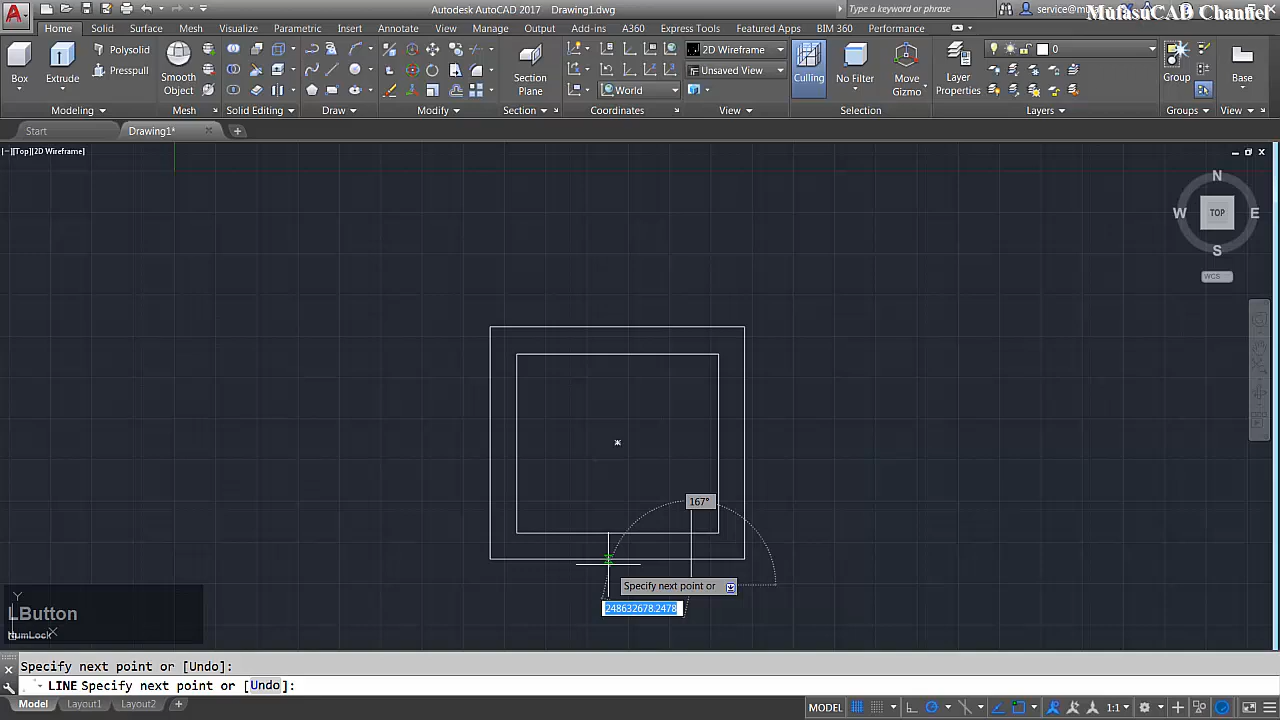 Autodesk AutoCAD 2017 Drawing1.dwg
Type a keyword or phrase
MufasuCAD Channel
Home Solid Surface Mesh Visualize Parametric Insert Annotate View Manage Output Add-ins A360 Express Tools Featured Apps BIM 360 Performance
Box
Extrude
Polysolid
Presspull
Smooth Object
Section Plane
World
2D Wireframe
Unsaved View
Culling
No Filter
Move Gizmo
Layer Properties
0
Group
Base
Modeling Mesh Solid Editing Draw Modify Section Coordinates View Selection Layers Groups View
Start Drawing1*
[−][Top][2D Wireframe]
N
W TOP E
S
WCS
167°
Specify next point or
248632678.2478
Y
LButton
NumLock X
Specify next point or [Undo]:
LINE Specify next point or [Undo]:
Model Layout1 Layout2
MODEL 1:1